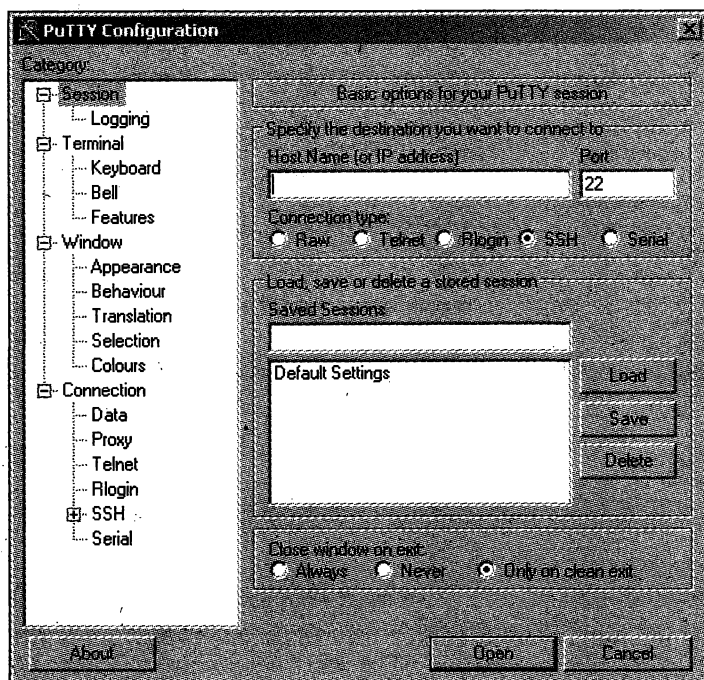 PuTTY Configuration
Category:
Session
Logging
Terminal
Keyboard
Bell
Features
Window
Appearance
Behaviour
Translation
Selection
Colours
Connection
Data
Proxy
Telnet
Rlogin
SSH
Serial
Basic options for your PuTTY session
Specify the destination you want to connect to
Host Name (or IP address) Port
22
Connection type:
Raw Telnet Rlogin SSH Serial
Load, save or delete a stored session
Saved Sessions
Default Settings
Load
Save
Delete
Close window on exit:
Always Never Only on clean exit
About Open Cancel